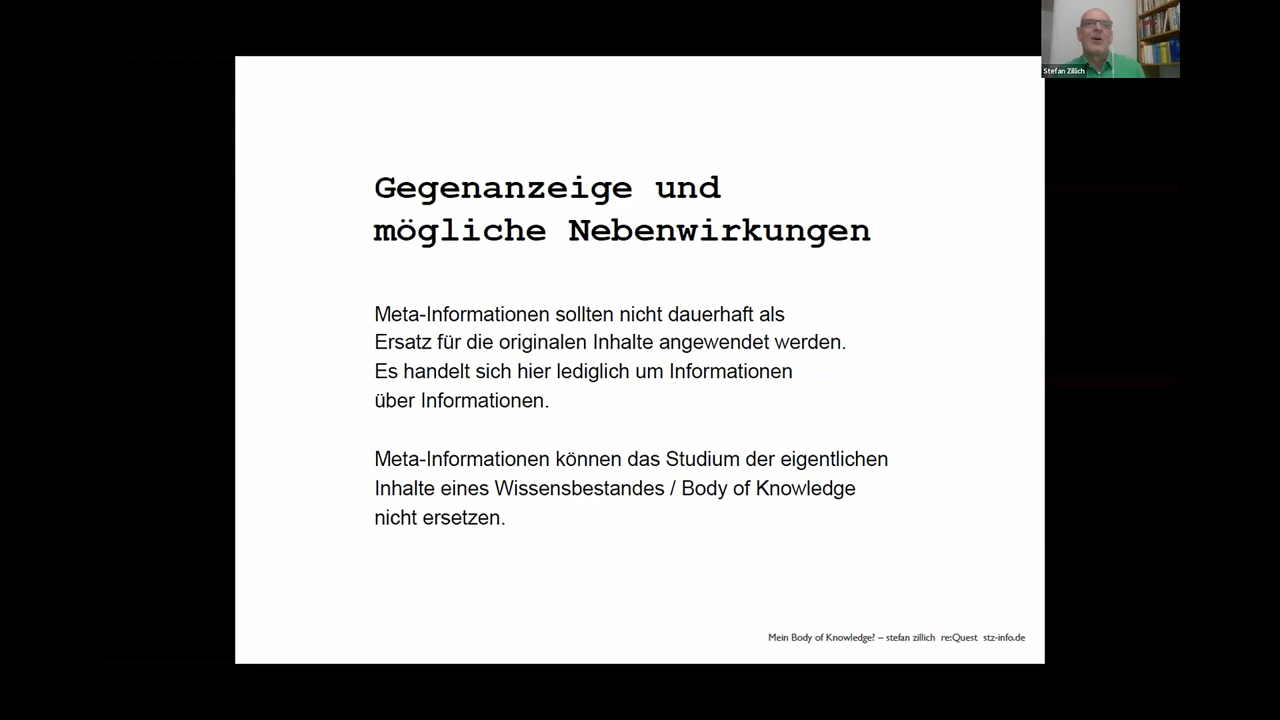 Stefan Zillich
Gegenanzeige und
mögliche Nebenwirkungen
Meta-Informationen sollten nicht dauerhaft als
Ersatz für die originalen Inhalte angewendet werden.
Es handelt sich hier lediglich um Informationen
über Informationen.
Meta-Informationen können das Studium der eigentlichen
Inhalte eines Wissensbestandes / Body of Knowledge
nicht ersetzen.
Mein Body of Knowledge? – stefan zillich re:Quest stz-info.de